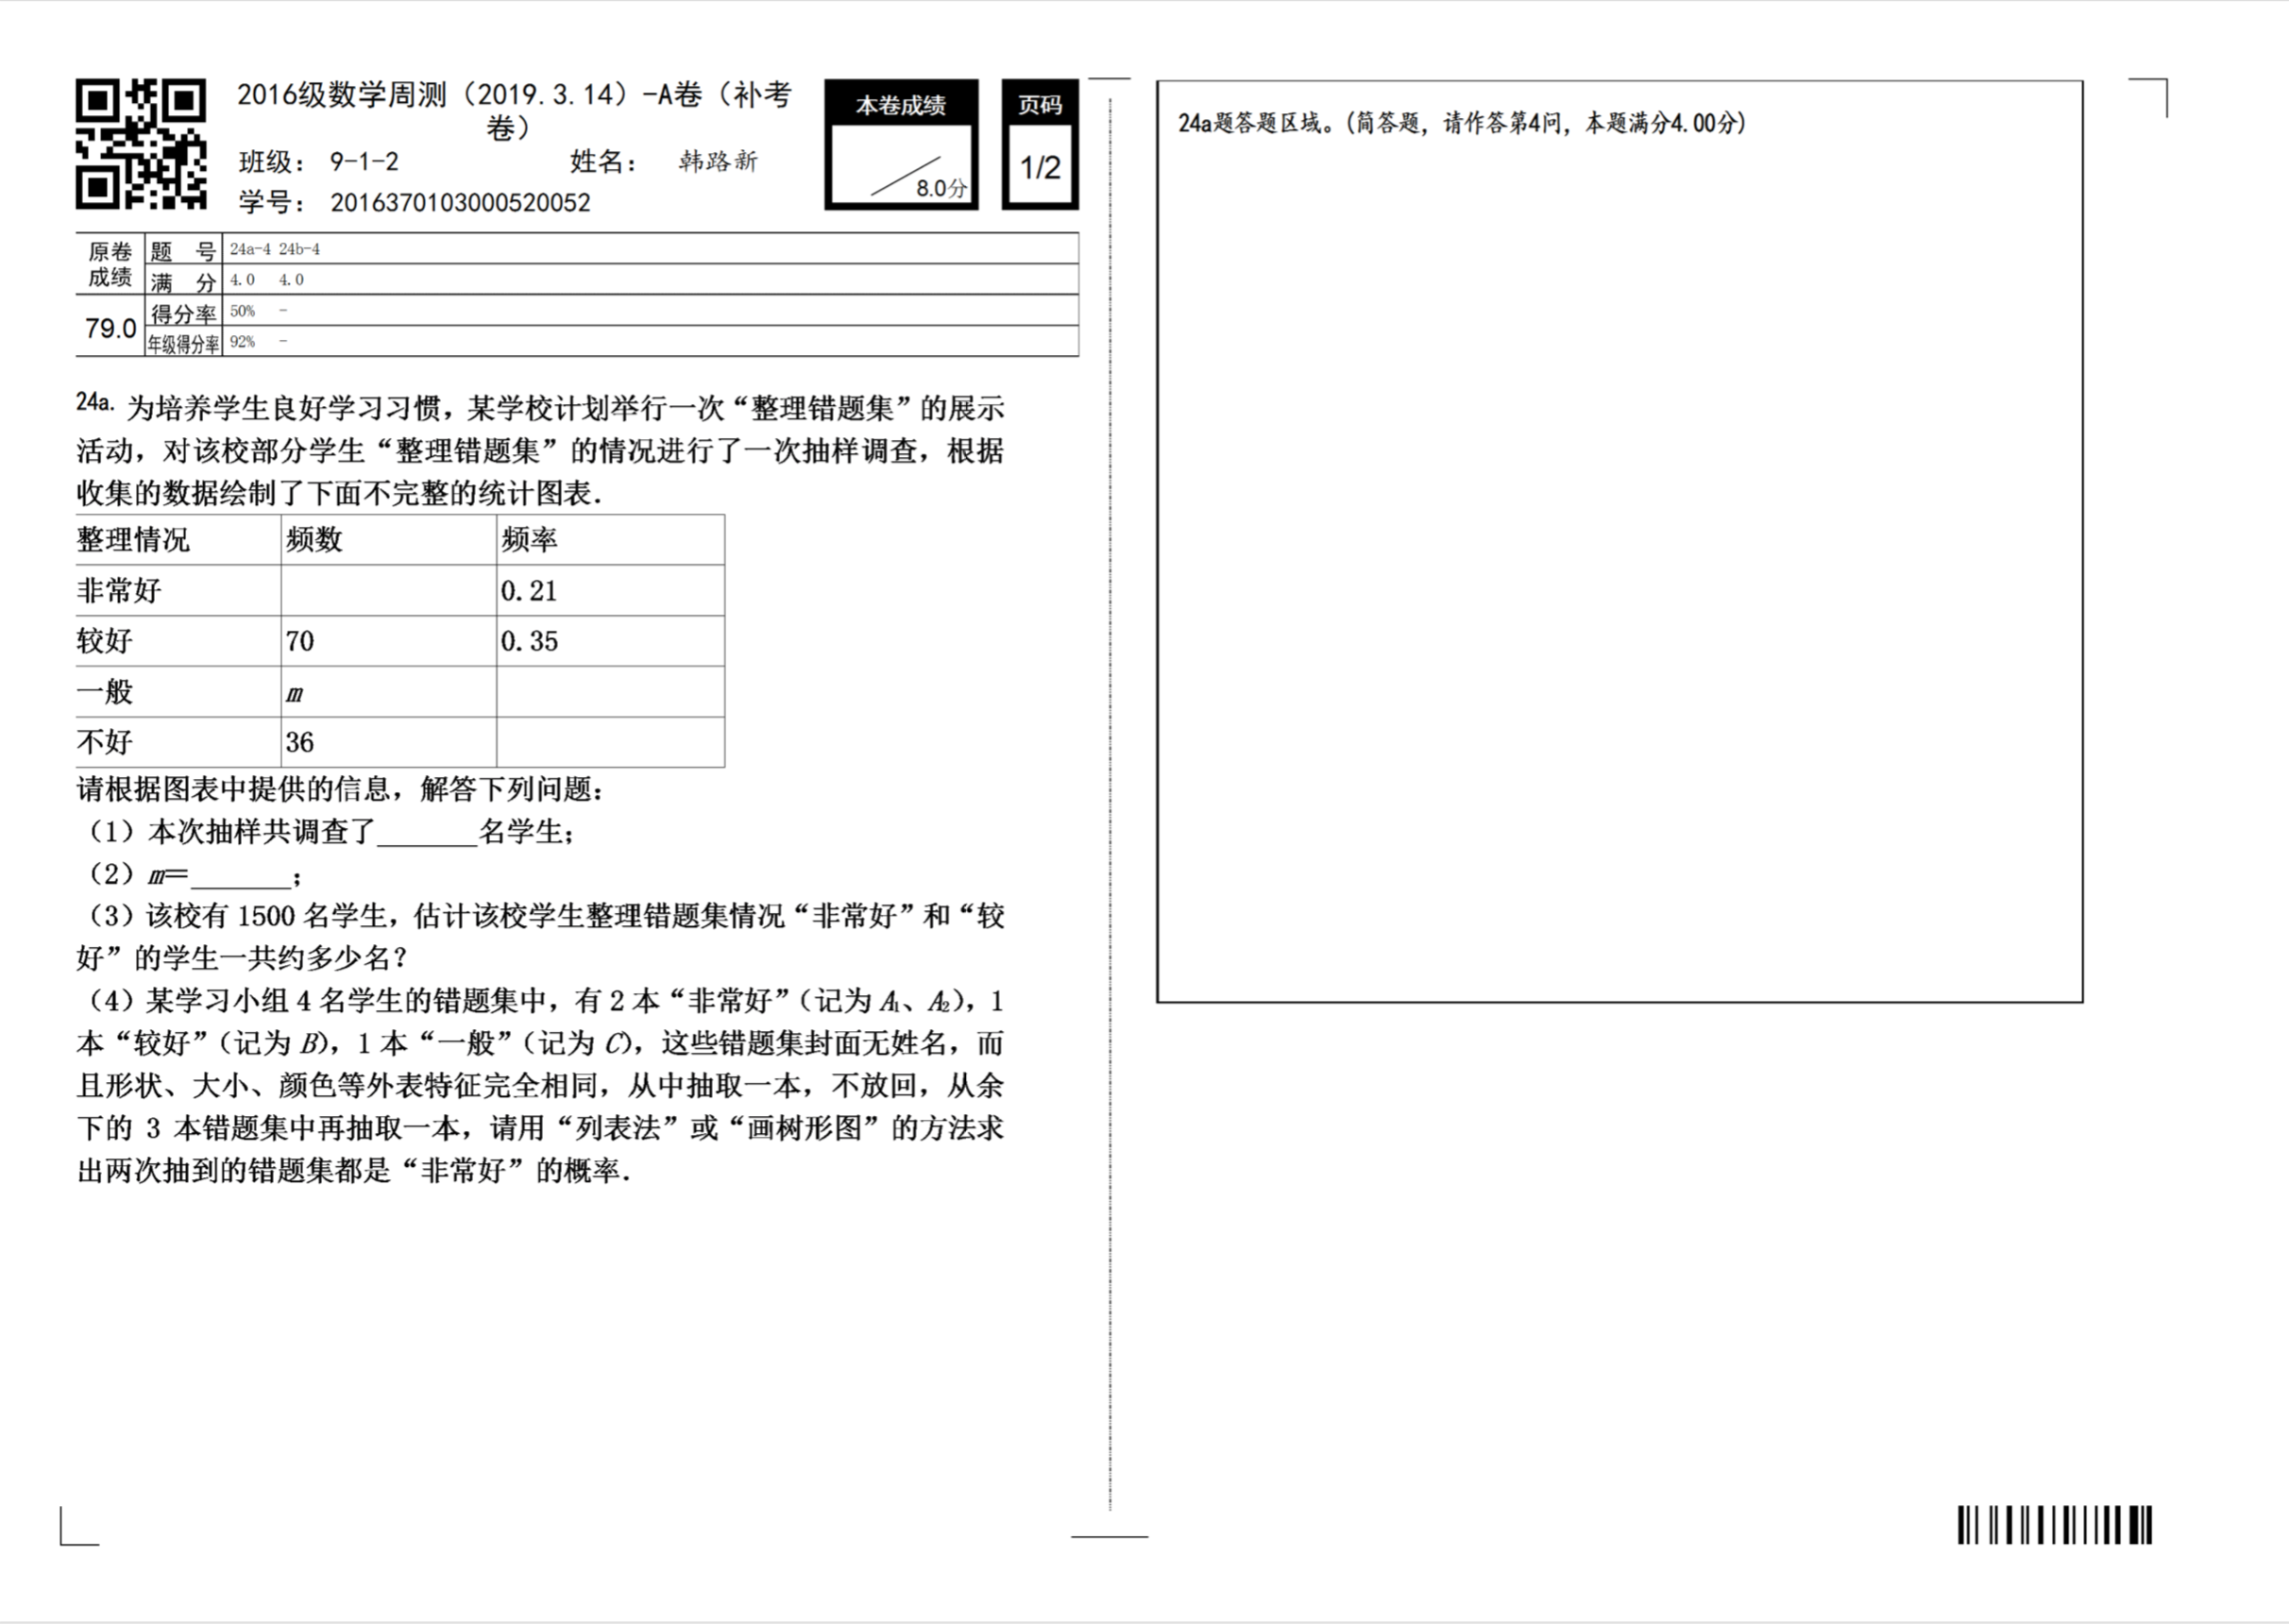 2016级数学周测（2019.3.14）-A卷（补考
卷）
班级： 9-1-2 姓名： 韩路新
学号： 2016370103000520052
本卷成绩
8.0分
页码
1/2
原卷 题 号 24a-4 24b-4
成绩 满 分 4.0 4.0
79.0 得分率 50% -
年级得分率 92% -
24a. 为培养学生良好学习习惯，某学校计划举行一次“整理错题集”的展示
活动，对该校部分学生“整理错题集”的情况进行了一次抽样调查，根据
收集的数据绘制了下面不完整的统计图表．
整理情况 频数 频率
非常好 0.21
较好 70 0.35
一般 m
不好 36
请根据图表中提供的信息，解答下列问题：
（1）本次抽样共调查了_______名学生；
（2）m=_______；
（3）该校有 1500 名学生，估计该校学生整理错题集情况“非常好”和“较
好”的学生一共约多少名？
（4）某学习小组 4 名学生的错题集中，有 2 本“非常好”（记为 A₁、A₂），1
本“较好”（记为 B），1 本“一般”（记为 C），这些错题集封面无姓名，而
且形状、大小、颜色等外表特征完全相同，从中抽取一本，不放回，从余
下的 3 本错题集中再抽取一本，请用“列表法”或“画树形图”的方法求
出两次抽到的错题集都是“非常好”的概率．
24a题答题区域。(简答题，请作答第4问，本题满分4.00分)